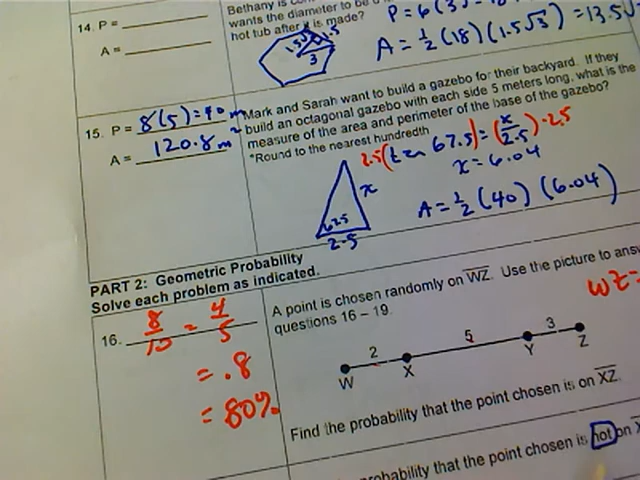 14. P =
A =
Bethany is
wants the diameter to be
hot tub after it is made?
1.5√3 1.5
3
P = 6(3
A = 1/2 (18)(1.5√3) = 13.5√
15. P = 8(5) = 40 m
A = 120.8 m²
Mark and Sarah want to build a gazebo for their backyard. If they
build an octagonal gazebo with each side 5 meters long, what is the
measure of the area and perimeter of the base of the gazebo?
*Round to the nearest hundredth
2.5(tan 67.5) = (x/2.5)·2.5
x = 6.04
x
67.5
2.5
A = 1/2 (40)(6.04)
PART 2: Geometric Probability
Solve each problem as indicated.
16. 8/10 = 4/5
= .8
= 80%
A point is chosen randomly on WZ. Use the picture to
questions 16 – 19.
WZ=
2 5 3
W X Y Z
Find the probability that the point chosen is on XZ.
probability that the point chosen is not on